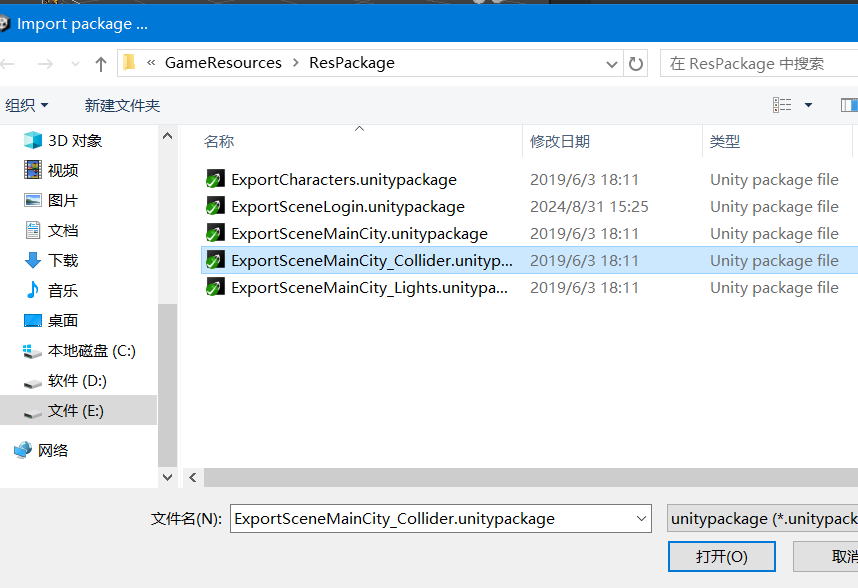 Import package ...
« GameResources › ResPackage
在 ResPackage 中搜索
组织
新建文件夹
名称 修改日期 类型
3D 对象
视频
图片
文档
下载
音乐
桌面
本地磁盘 (C:)
软件 (D:)
文件 (E:)
网络
ExportCharacters.unitypackage 2019/6/3 18:11 Unity package file
ExportSceneLogin.unitypackage 2024/8/31 15:25 Unity package file
ExportSceneMainCity.unitypackage 2019/6/3 18:11 Unity package file
ExportSceneMainCity_Collider.unityp... 2019/6/3 18:11 Unity package file
ExportSceneMainCity_Lights.unitypa... 2019/6/3 18:11 Unity package file
文件名(N): ExportSceneMainCity_Collider.unitypackage
unitypackage (*.unitypack
打开(O)
取消